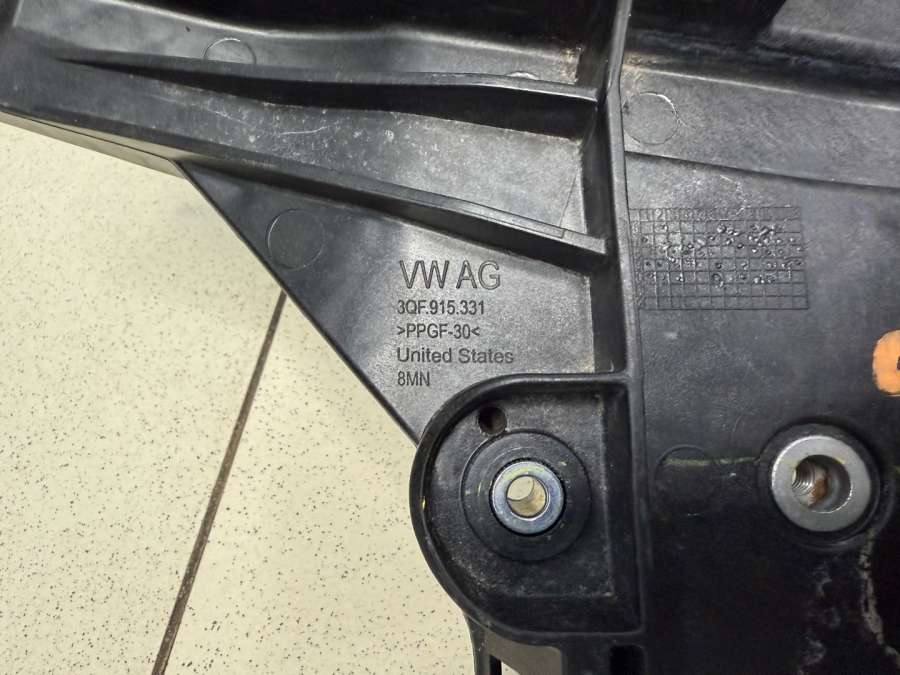 VW AG
3QF.915.331
>PPGF-30<
United States
8MN